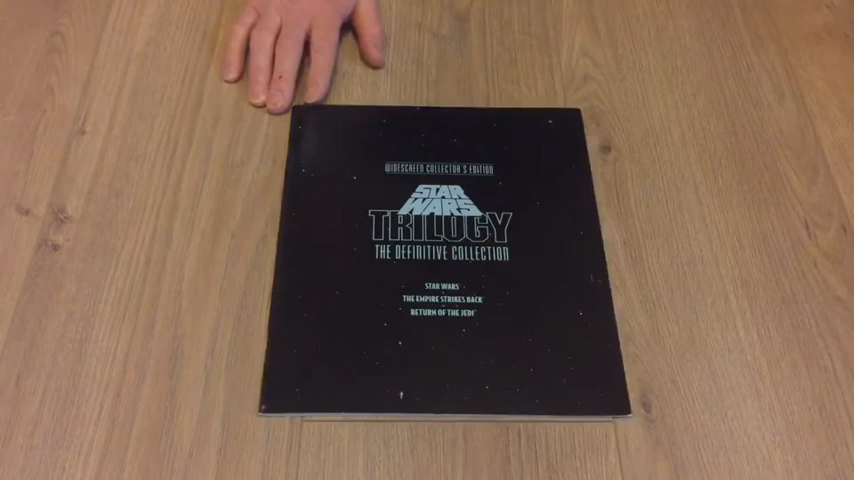 WIDESCREEN COLLECTOR'S EDITION
STAR
WARS
TRILOGY
THE DEFINITIVE COLLECTION
STAR WARS
THE EMPIRE STRIKES BACK
RETURN OF THE JEDI